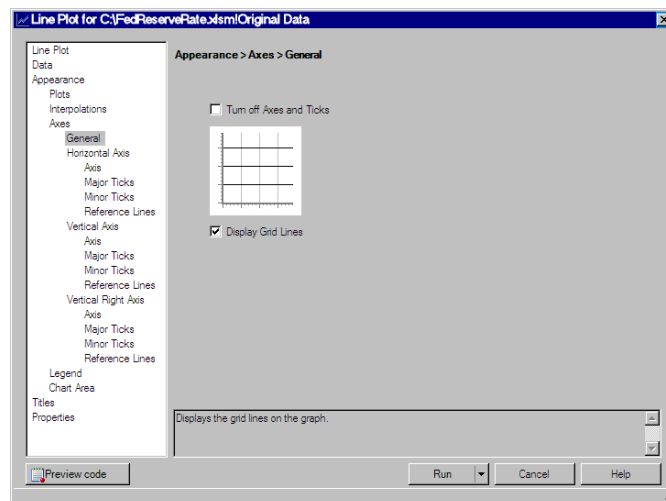 Line Plot for C:\FedReserveRate.xlsm!Original Data
Line Plot
Data
Appearance
Plots
Interpolations
Axes
General
Horizontal Axis
Axis
Major Ticks
Minor Ticks
Reference Lines
Vertical Axis
Axis
Major Ticks
Minor Ticks
Reference Lines
Vertical Right Axis
Axis
Major Ticks
Minor Ticks
Reference Lines
Legend
Chart Area
Titles
Properties
Appearance > Axes > General
Turn off Axes and Ticks
Display Grid Lines
Displays the grid lines on the graph.
Preview code
Run
Cancel
Help